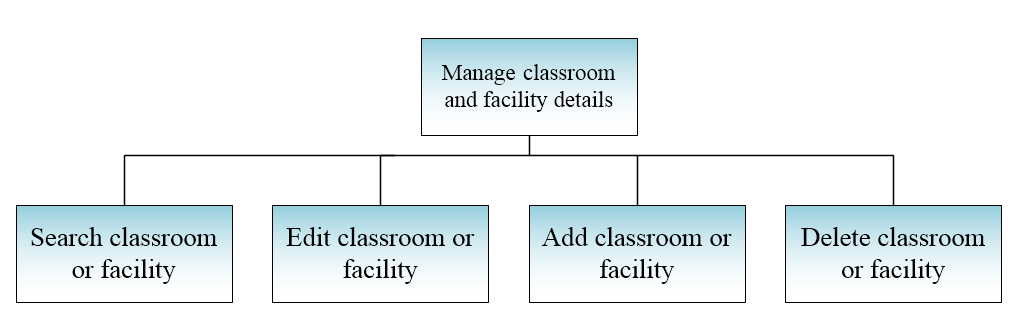 Manage classroom
and facility details
Search classroom
or facility
Edit classroom or
facility
Add classroom or
facility
Delete classroom
or facility